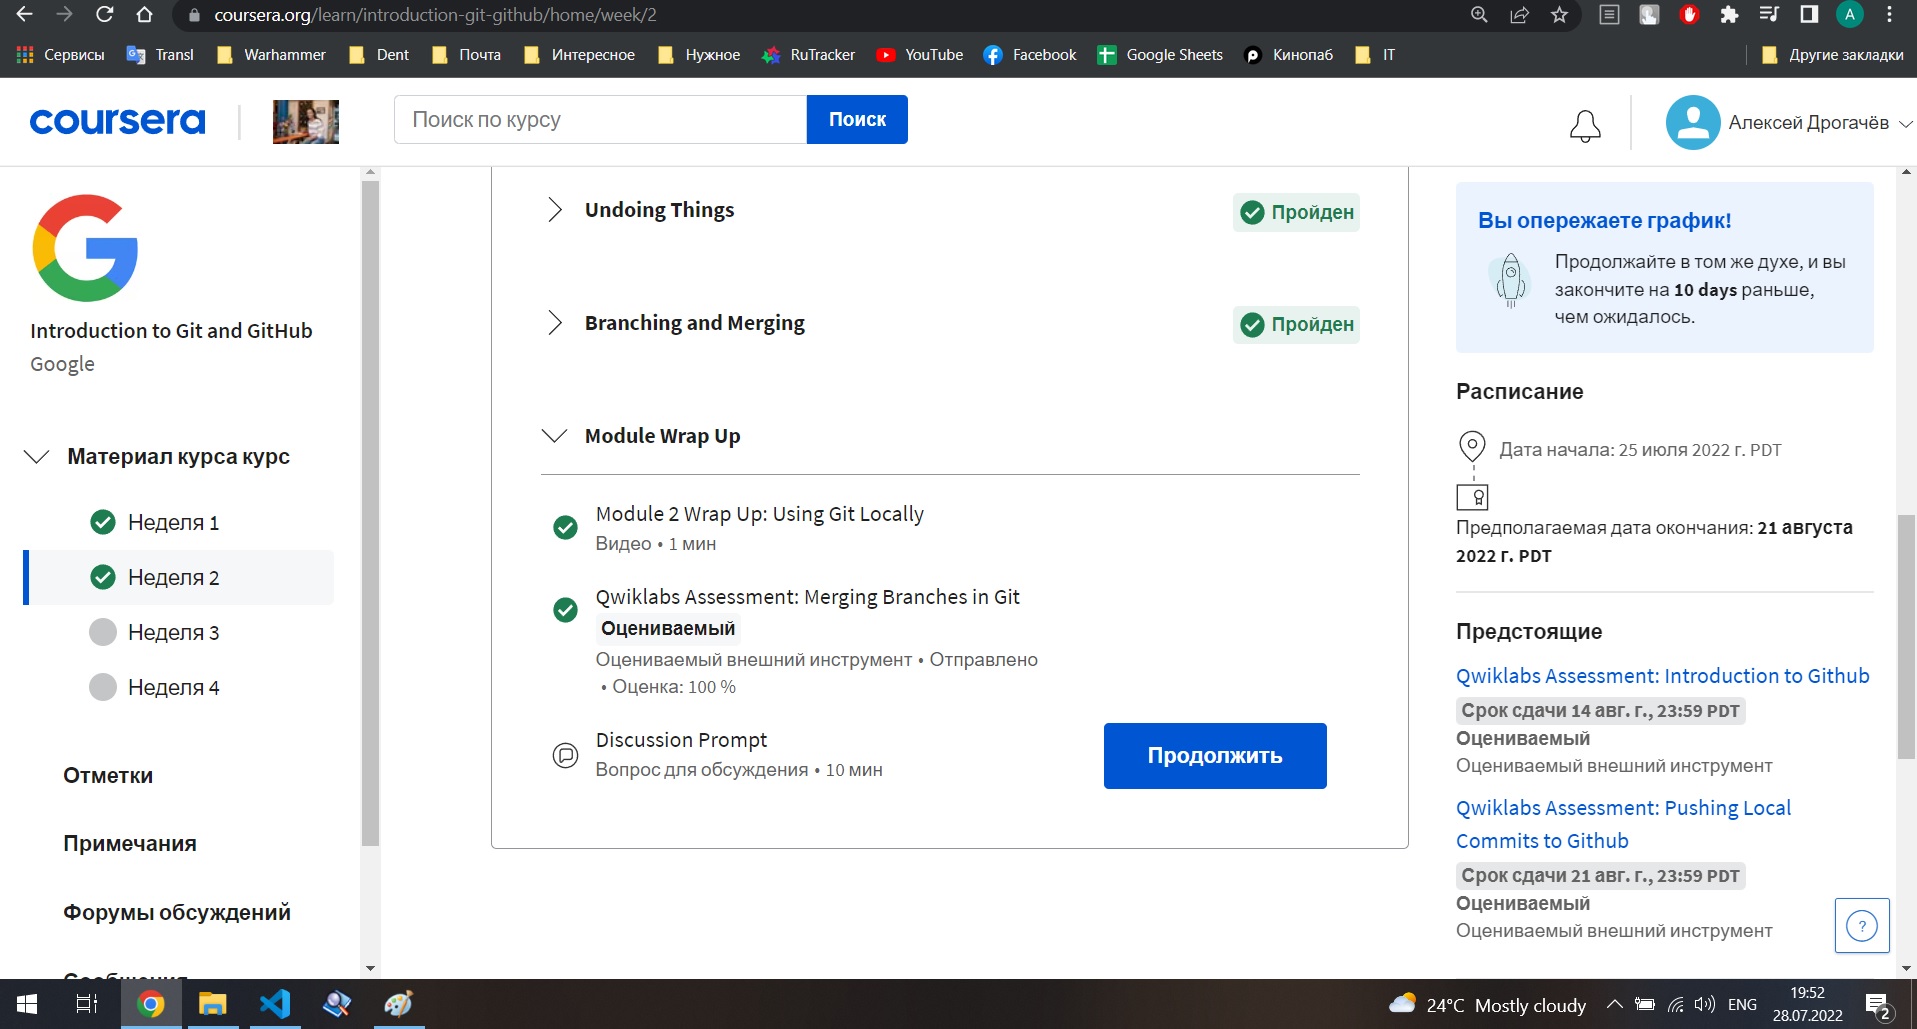 coursera.org/learn/introduction-git-github/home/week/2
A
Сервисы Transl Warhammer Dent Почта Интересное Нужное RuTracker YouTube Facebook Google Sheets Кинопаб IT Другие закладки
coursera
Поиск по курсу
Поиск
Алексей Дрогачёв
Introduction to Git and GitHub
Google
Материал курса курс
Неделя 1
Неделя 2
Неделя 3
Неделя 4
Отметки
Примечания
Форумы обсуждений
Сообщения
Undoing Things
Пройден
Branching and Merging
Пройден
Module Wrap Up
Module 2 Wrap Up: Using Git Locally
Видео • 1 мин
Qwiklabs Assessment: Merging Branches in Git
Оцениваемый
Оцениваемый внешний инструмент • Отправлено
• Оценка: 100 %
Discussion Prompt
Вопрос для обсуждения • 10 мин
Продолжить
Вы опережаете график!
Продолжайте в том же духе, и вы
закончите на 10 days раньше,
чем ожидалось.
Расписание
Дата начала: 25 июля 2022 г. PDT
Предполагаемая дата окончания: 21 августа
2022 г. PDT
Предстоящие
Qwiklabs Assessment: Introduction to Github
Срок сдачи 14 авг. г., 23:59 PDT
Оцениваемый
Оцениваемый внешний инструмент
Qwiklabs Assessment: Pushing Local
Commits to Github
Срок сдачи 21 авг. г., 23:59 PDT
Оцениваемый
Оцениваемый внешний инструмент
?
24°C Mostly cloudy
ENG
19:52
28.07.2022
2